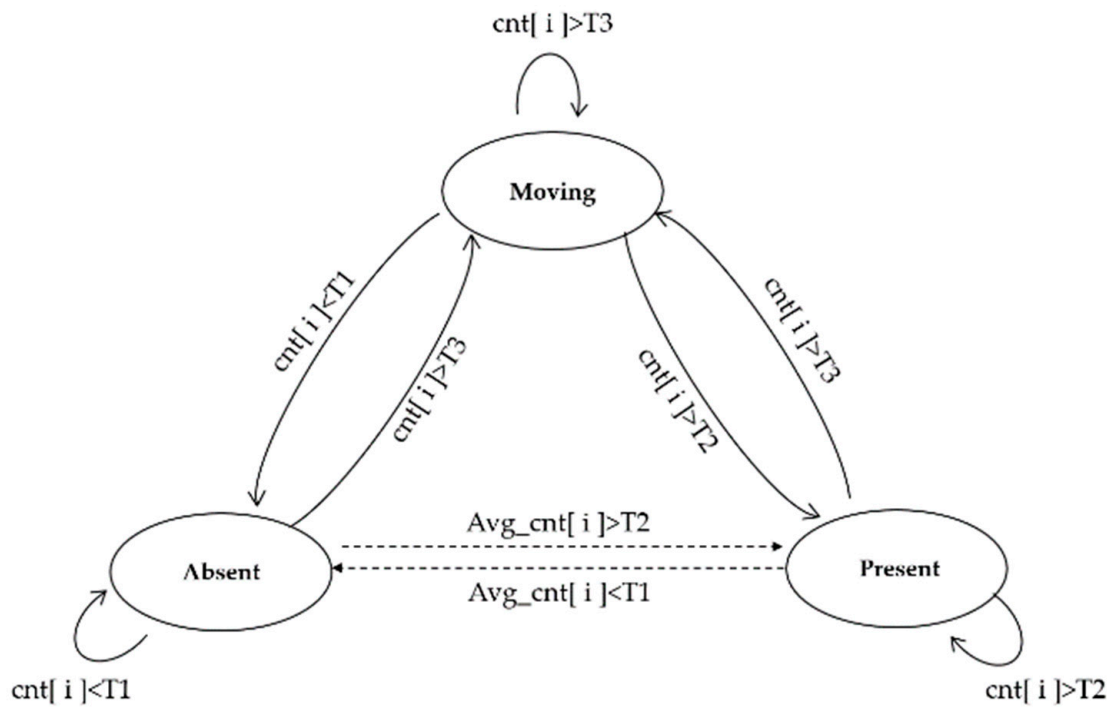 cnt[ i ]>T3
Moving
cnt[ i ]<T1
cnt[ i ]>T3
cnt[ i ]>T2
cnt[ i ]>T3
Avg_cnt[ i ]>T2
Absent
Present
Avg_cnt[ i ]<T1
cnt[ i ]<T1
cnt[ i ]>T2